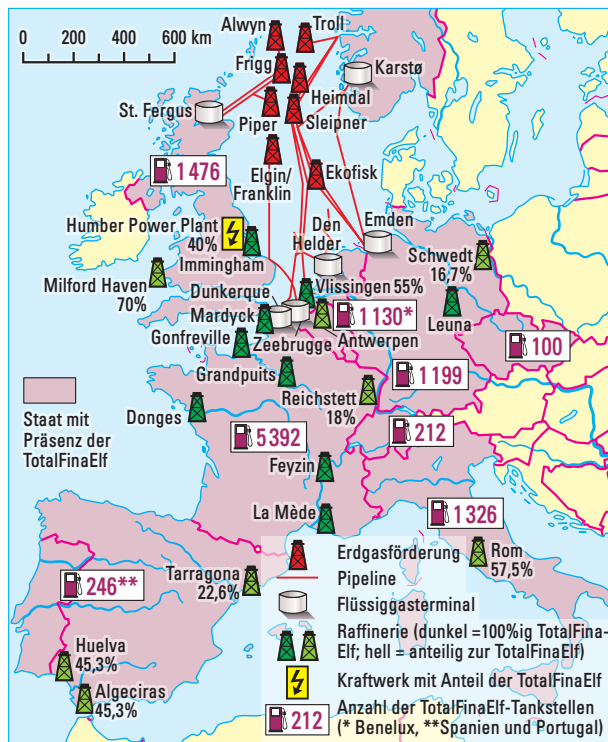 0 200 400 600 km
Alwyn
Troll
Frigg
Karstø
Heimdal
St. Fergus
Piper
Sleipner
1 476
Elgin/
Franklin
Ekofisk
Humber Power Plant
40%
Immingham
Den
Helder
Emden
Schwedt
16,7%
Milford Haven
70%
Dunkerque
Vlissingen 55%
Mardyck
1 130*
Leuna
Gonfreville
Zeebrugge
Antwerpen
100
Grandpuits
1 199
Reichstett
18%
Staat mit
Präsenz der
TotalFinaElf
Donges
5 392
212
Feyzin
La Mède
1 326
Rom
57,5%
246**
Tarragona
22,6%
Huelva
45,3%
Algeciras
45,3%
Erdgasförderung
Pipeline
Flüssiggasterminal
Raffinerie (dunkel =100%ig TotalFina-
Elf; hell = anteilig zur TotalFinaElf)
Kraftwerk mit Anteil der TotalFinaElf
212
Anzahl der TotalFinaElf-Tankstellen
(* Benelux, **Spanien und Portugal)